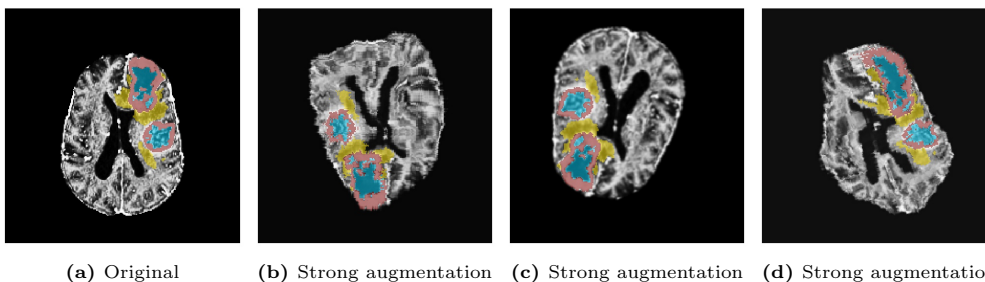 (a) Original
(b) Strong augmentation
(c) Strong augmentation
(d) Strong augmentatio